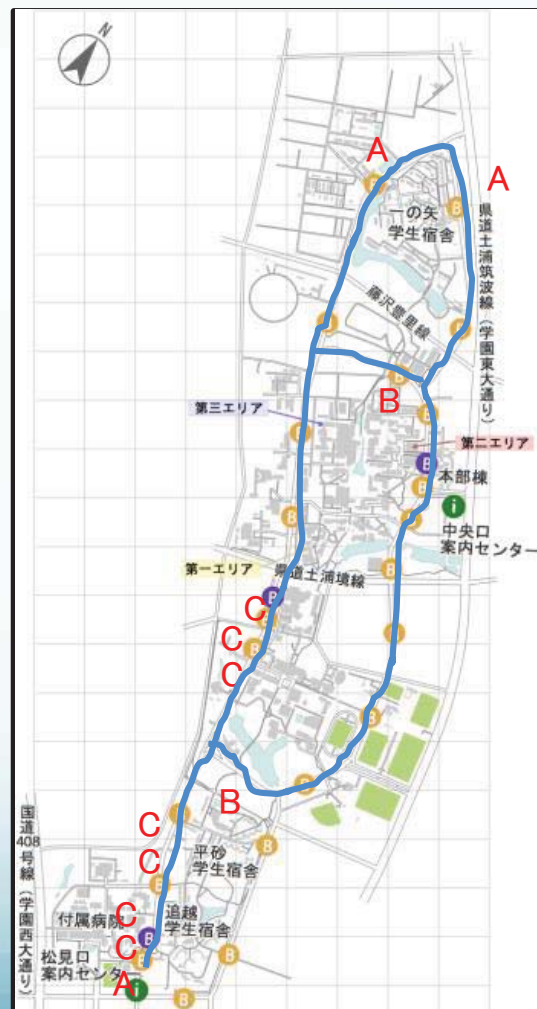 N
A
A
一の矢
学生宿舎
B
県道土浦筑波線(学園東大通り)
藤沢豊里線
B
B
B
B
第三エリア
B
B
第二エリア
B
B
本部棟
B
B
i
中央口
案内センター
第一エリア
県道土浦境線
B
B
C
B
C
B
C
B
B
B
C
平砂
学生宿舎
B
C
国道408号線(学園西大通り)
付属病院
C
追越
学生宿舎
B
C
松見口
案内センター
B
B
A
i
B